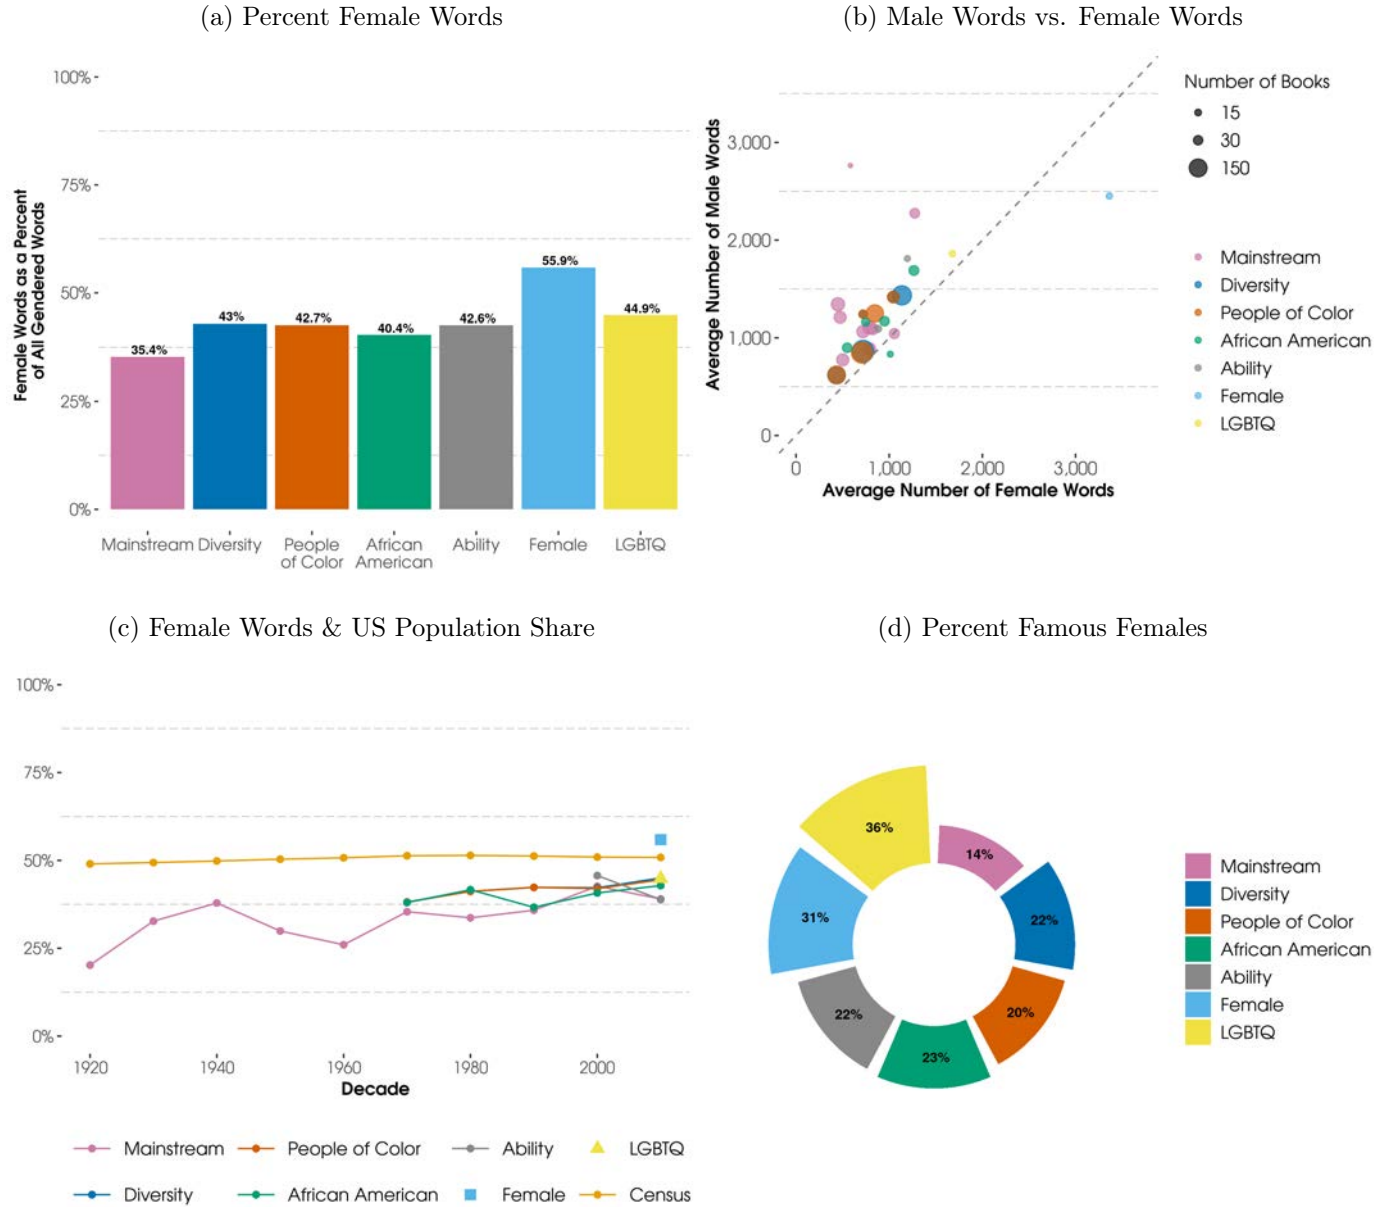 (a) Percent Female Words
100%
75%
50%
25%
0%
Female Words as a Percent
of All Gendered Words
35.4%
43%
42.7%
40.4%
42.6%
55.9%
44.9%
Mainstream
Diversity
People
of Color
African
American
Ability
Female
LGBTQ
(b) Male Words vs. Female Words
Average Number of Male Words
3,000
2,000
1,000
0
0
1,000
2,000
3,000
Average Number of Female Words
Number of Books
15
30
150
Mainstream
Diversity
People of Color
African American
Ability
Female
LGBTQ
(c) Female Words & US Population Share
100%
75%
50%
25%
0%
1920
1940
1960
1980
2000
Decade
Mainstream
People of Color
Ability
LGBTQ
Diversity
African American
Female
Census
(d) Percent Famous Females
36%
14%
31%
22%
22%
20%
23%
Mainstream
Diversity
People of Color
African American
Ability
Female
LGBTQ